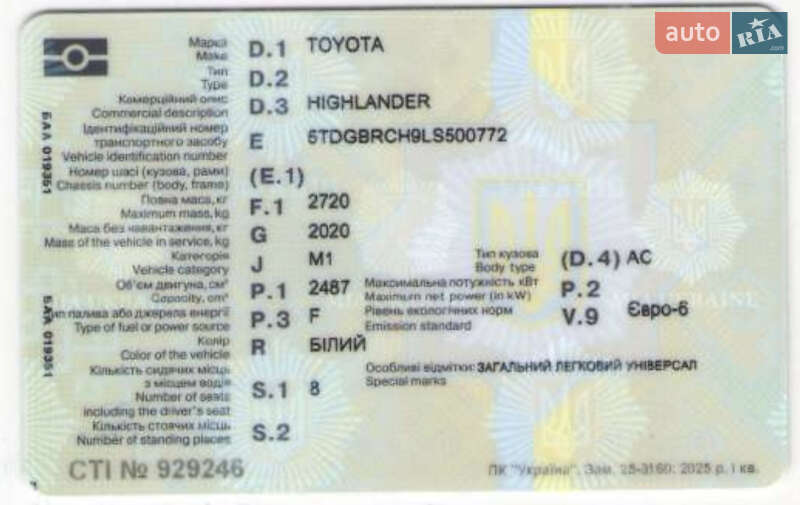 auto RIA .com
Марка D.1 TOYOTA
Make
Тип D.2
Type
Комерційний опис D.3 HIGHLANDER
Commercial description
Ідентифікаційний номер
транспортного засобу E 5TDGBRCH9LS500772
Vehicle identification number
Номер шасі (кузова, рами) (E.1)
Chassis number (body, frame)
Повна маса, кг F.1 2720
Maximum mass, kg
Маса без навантаження, кг G 2020
Mass of the vehicle in service, kg
Категорія J M1 Тип кузова (D.4) АС
Vehicle category Body type
Об'єм двигуна, см³ P.1 2487 Максимальна потужність кВт P.2
Capacity, cm³ Maximum net power (in kW)
Тип палива або джерела енергії P.3 F Рівень екологічних норм V.9 Євро-6
Type of fuel or power source Emission standard
Колір R БІЛИЙ
Color of the vehicle
Кількість сидячих місць Особливі відмітки: ЗАГАЛЬНИЙ ЛЕГКОВИЙ УНІВЕРСАЛ
з місцем водія S.1 8 Special marks
Number of seats
including the driver's seat
Кількість стоячих місць S.2
Number of standing places
СТІ № 929246
ПК "Україна". Зам. 25-3160. 2025 р. І кв.
БАА 019351
БАА 019351